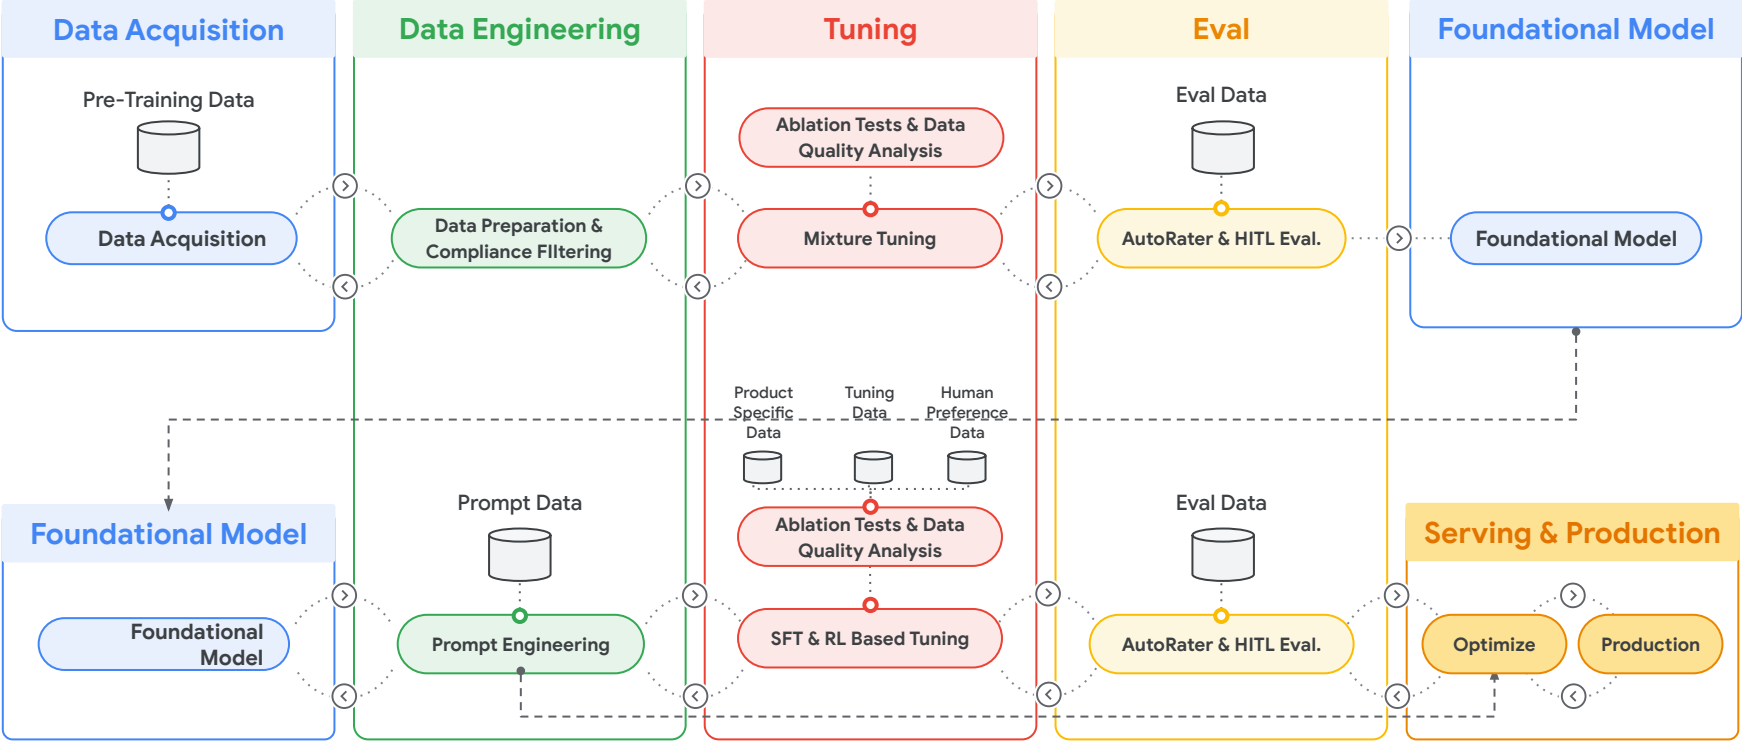 Data Acquisition
Data Engineering
Tuning
Eval
Foundational Model
Pre-Training Data
Eval Data
Ablation Tests & Data
Quality Analysis
Data Acquisition
Data Preparation &
Compliance FIltering
Mixture Tuning
AutoRater & HITL Eval.
Foundational Model
Product
Specific
Data
Tuning
Data
Human
Preference
Data
Foundational Model
Prompt Data
Ablation Tests & Data
Quality Analysis
Eval Data
Serving & Production
Foundational
Model
Prompt Engineering
SFT & RL Based Tuning
AutoRater & HITL Eval.
Optimize
Production